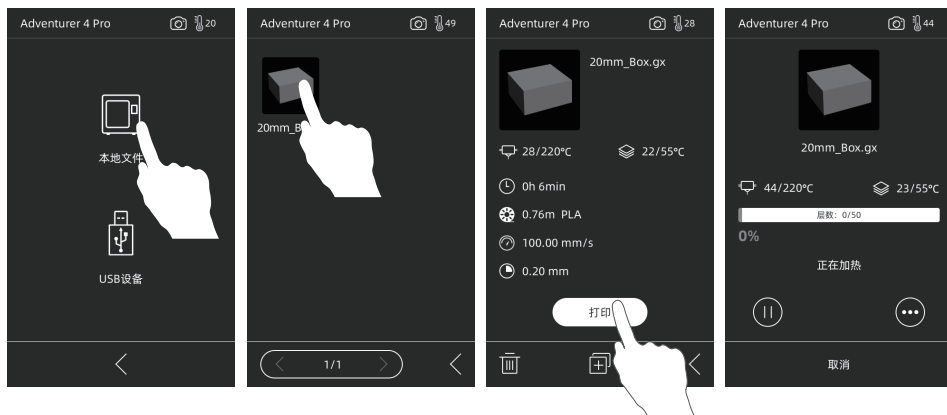 Adventurer 4 Pro 20
本地文件
USB设备
Adventurer 4 Pro 49
20mm_B
1/1
Adventurer 4 Pro 28
20mm_Box.gx
28/220°C 22/55°C
0h 6min
0.76m PLA
100.00 mm/s
0.20 mm
打印
Adventurer 4 Pro 44
20mm_Box.gx
44/220°C 23/55°C
层数：0/50
0%
正在加热
取消